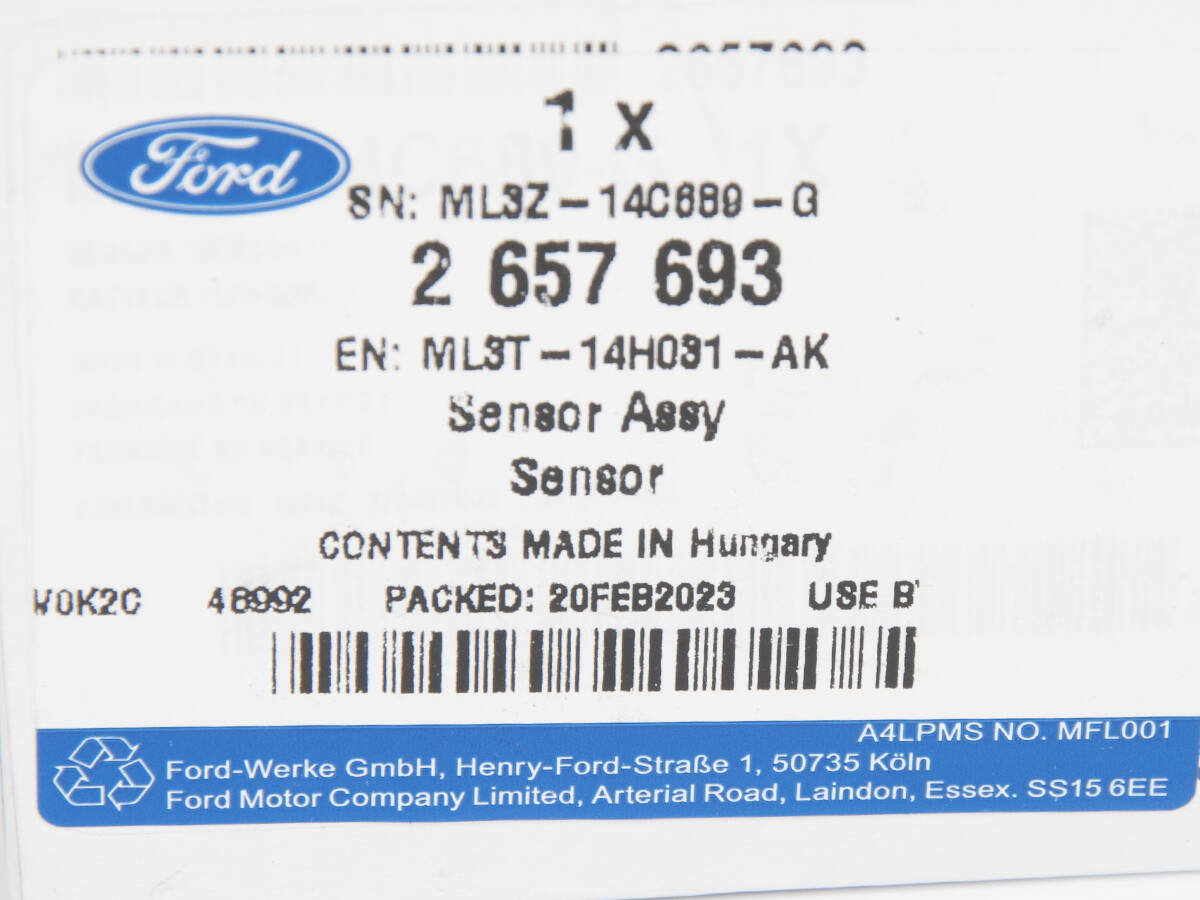 1 X
Ford
SN: ML3Z-14C689-G
2 657 693
EN: ML3T-14H031-AK
Sensor Assy
Sensor
CONTENTS MADE IN Hungary
V0K2C 46992 PACKED: 20FEB2023 USE B
A4LPMS NO. MFL001
Ford-Werke GmbH, Henry-Ford-Straße 1, 50735 Köln
Ford Motor Company Limited, Arterial Road, Laindon, Essex. SS15 6EE